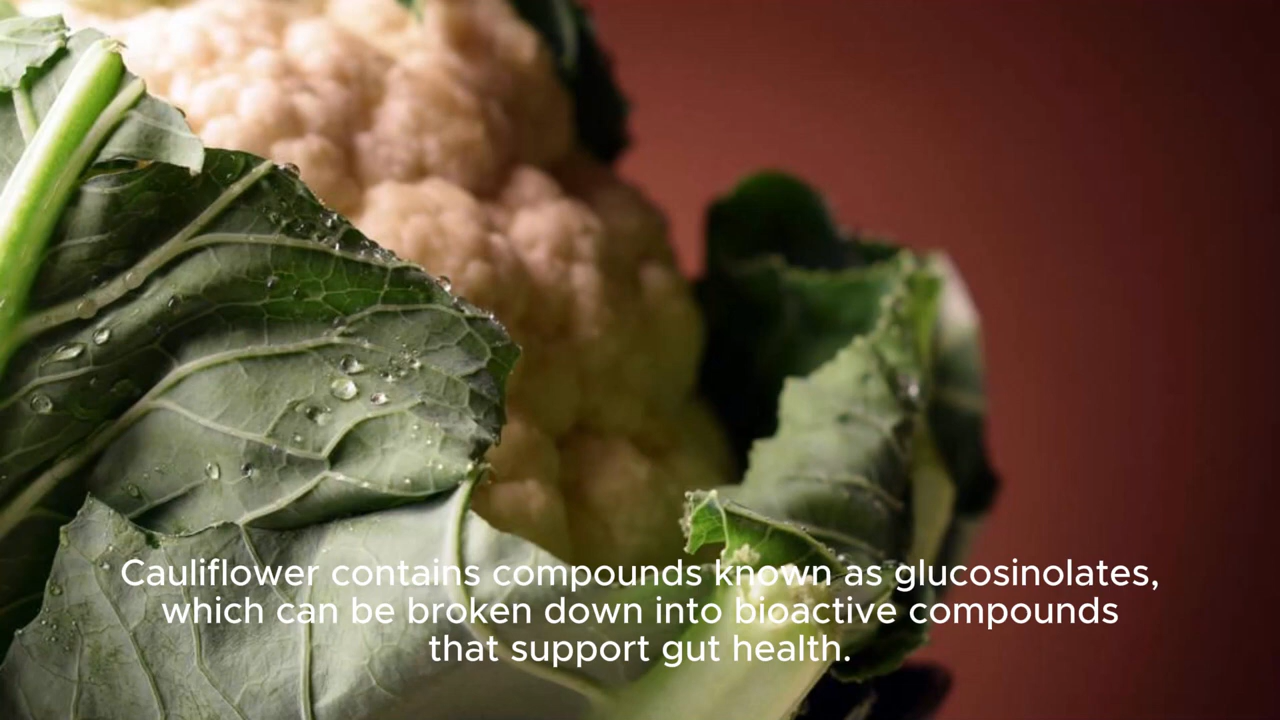 Cauliflower contains compounds known as glucosinolates,
which can be broken down into bioactive compounds
that support gut health.